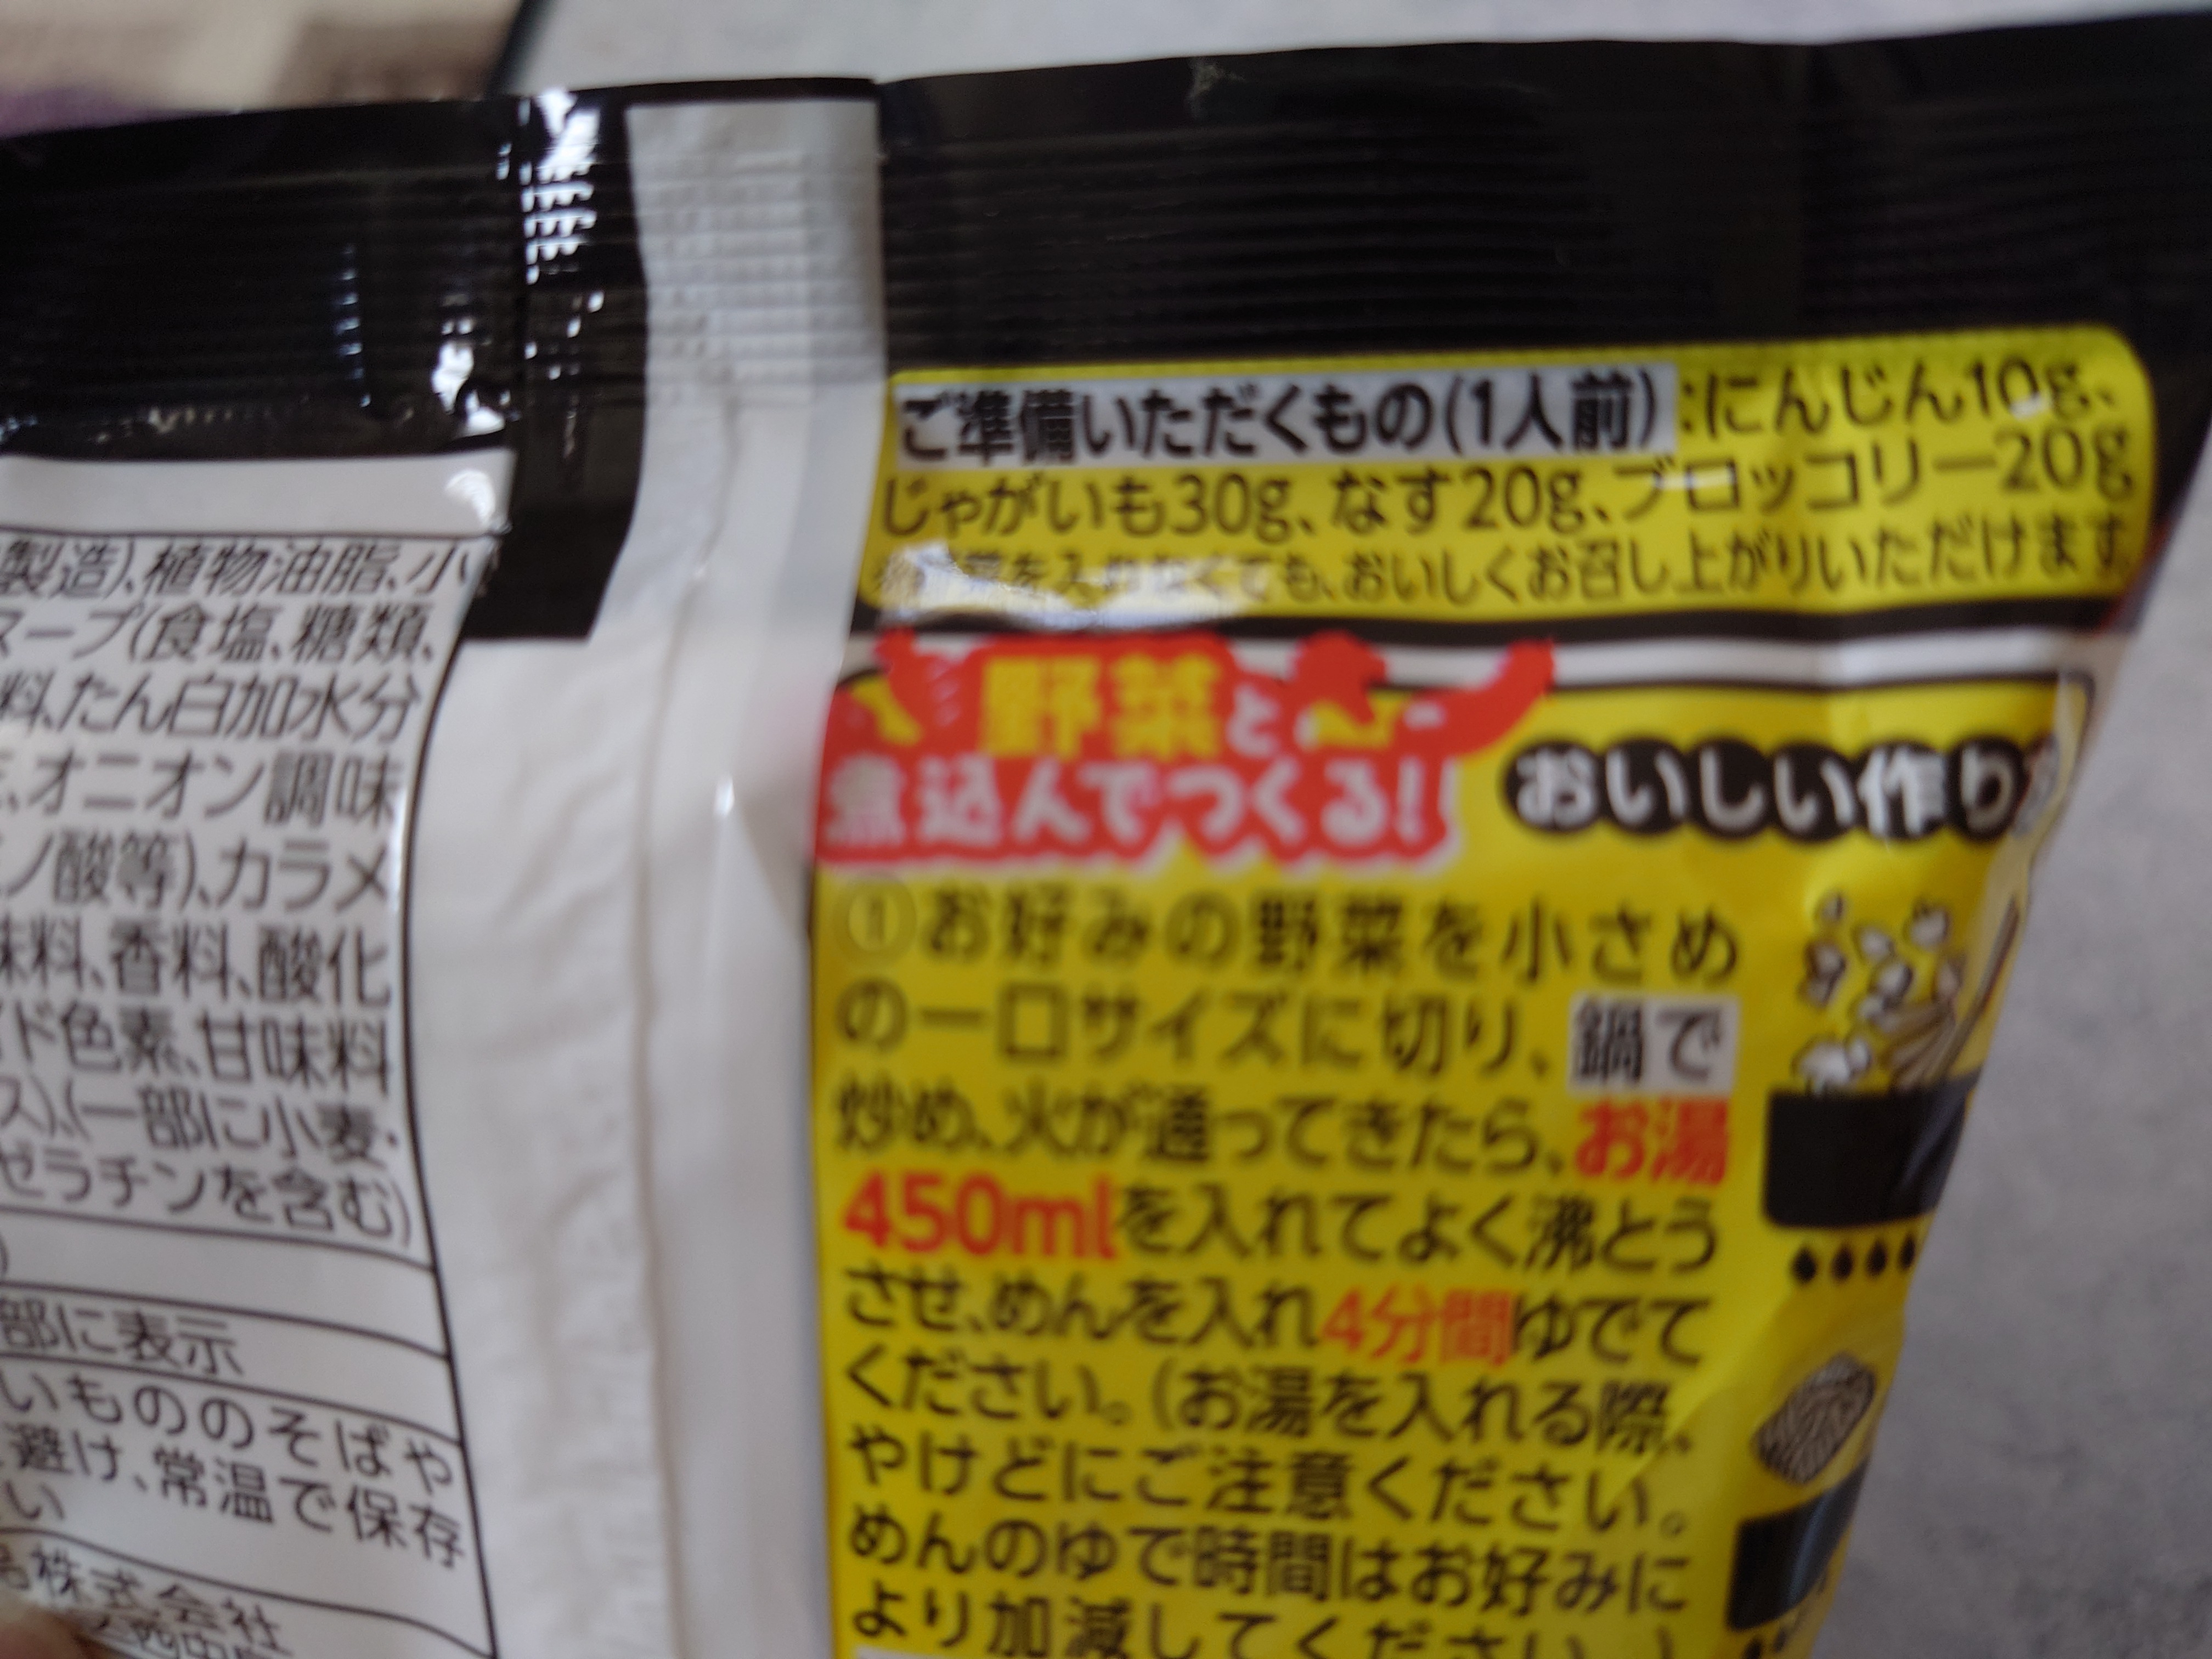 製造)、植物油脂、小
スープ(食塩、糖類、
料、たん白加水分
、オニオン調味
ノ酸等)、カラメ
味料、香料、酸化
ド色素、甘味料
ス)、(一部に小麦・
ゼラチンを含む)
)
部に表示
いもののそばや
避け、常温で保存
い
株式会社
ご準備いただくもの(1人前):にんじん10g、
じゃがいも30g、なす20g、ブロッコリー20g
ても、おいしくお召し上がりいただけます
野菜と
煮込んでつくる!
おいしい作り
①お好みの野菜を小さめ
の一口サイズに切り、鍋で
炒め、火が通ってきたら、お湯
450mlを入れてよく沸とう
させ、めんを入れ4分間ゆでて
ください。(お湯を入れる際、
やけどにご注意ください。
めんのゆで時間はお好みに
より加減してください。)